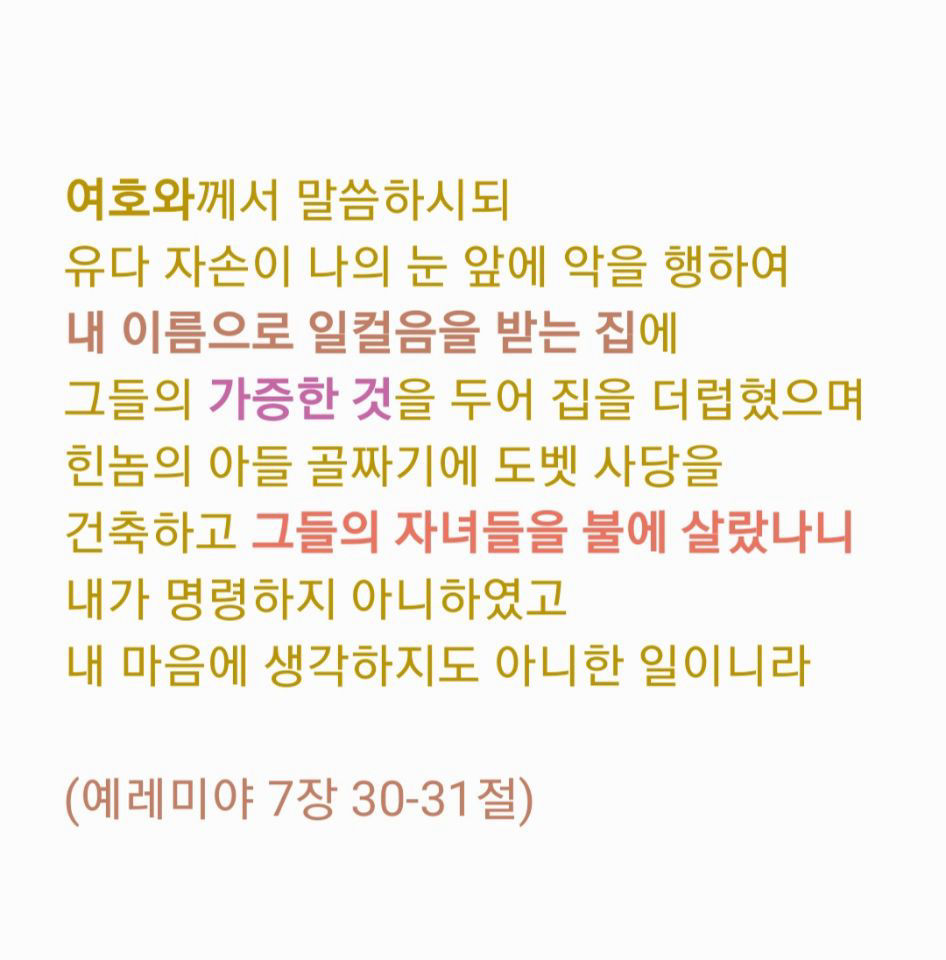 여호와께서 말씀하시되
유다 자손이 나의 눈 앞에 악을 행하여
내 이름으로 일컬음을 받는 집에
그들의 가증한 것을 두어 집을 더럽혔으며
힌놈의 아들 골짜기에 도벳 사당을
건축하고 그들의 자녀들을 불에 살랐나니
내가 명령하지 아니하였고
내 마음에 생각하지도 아니한 일이니라
(예레미야 7장 30-31절)